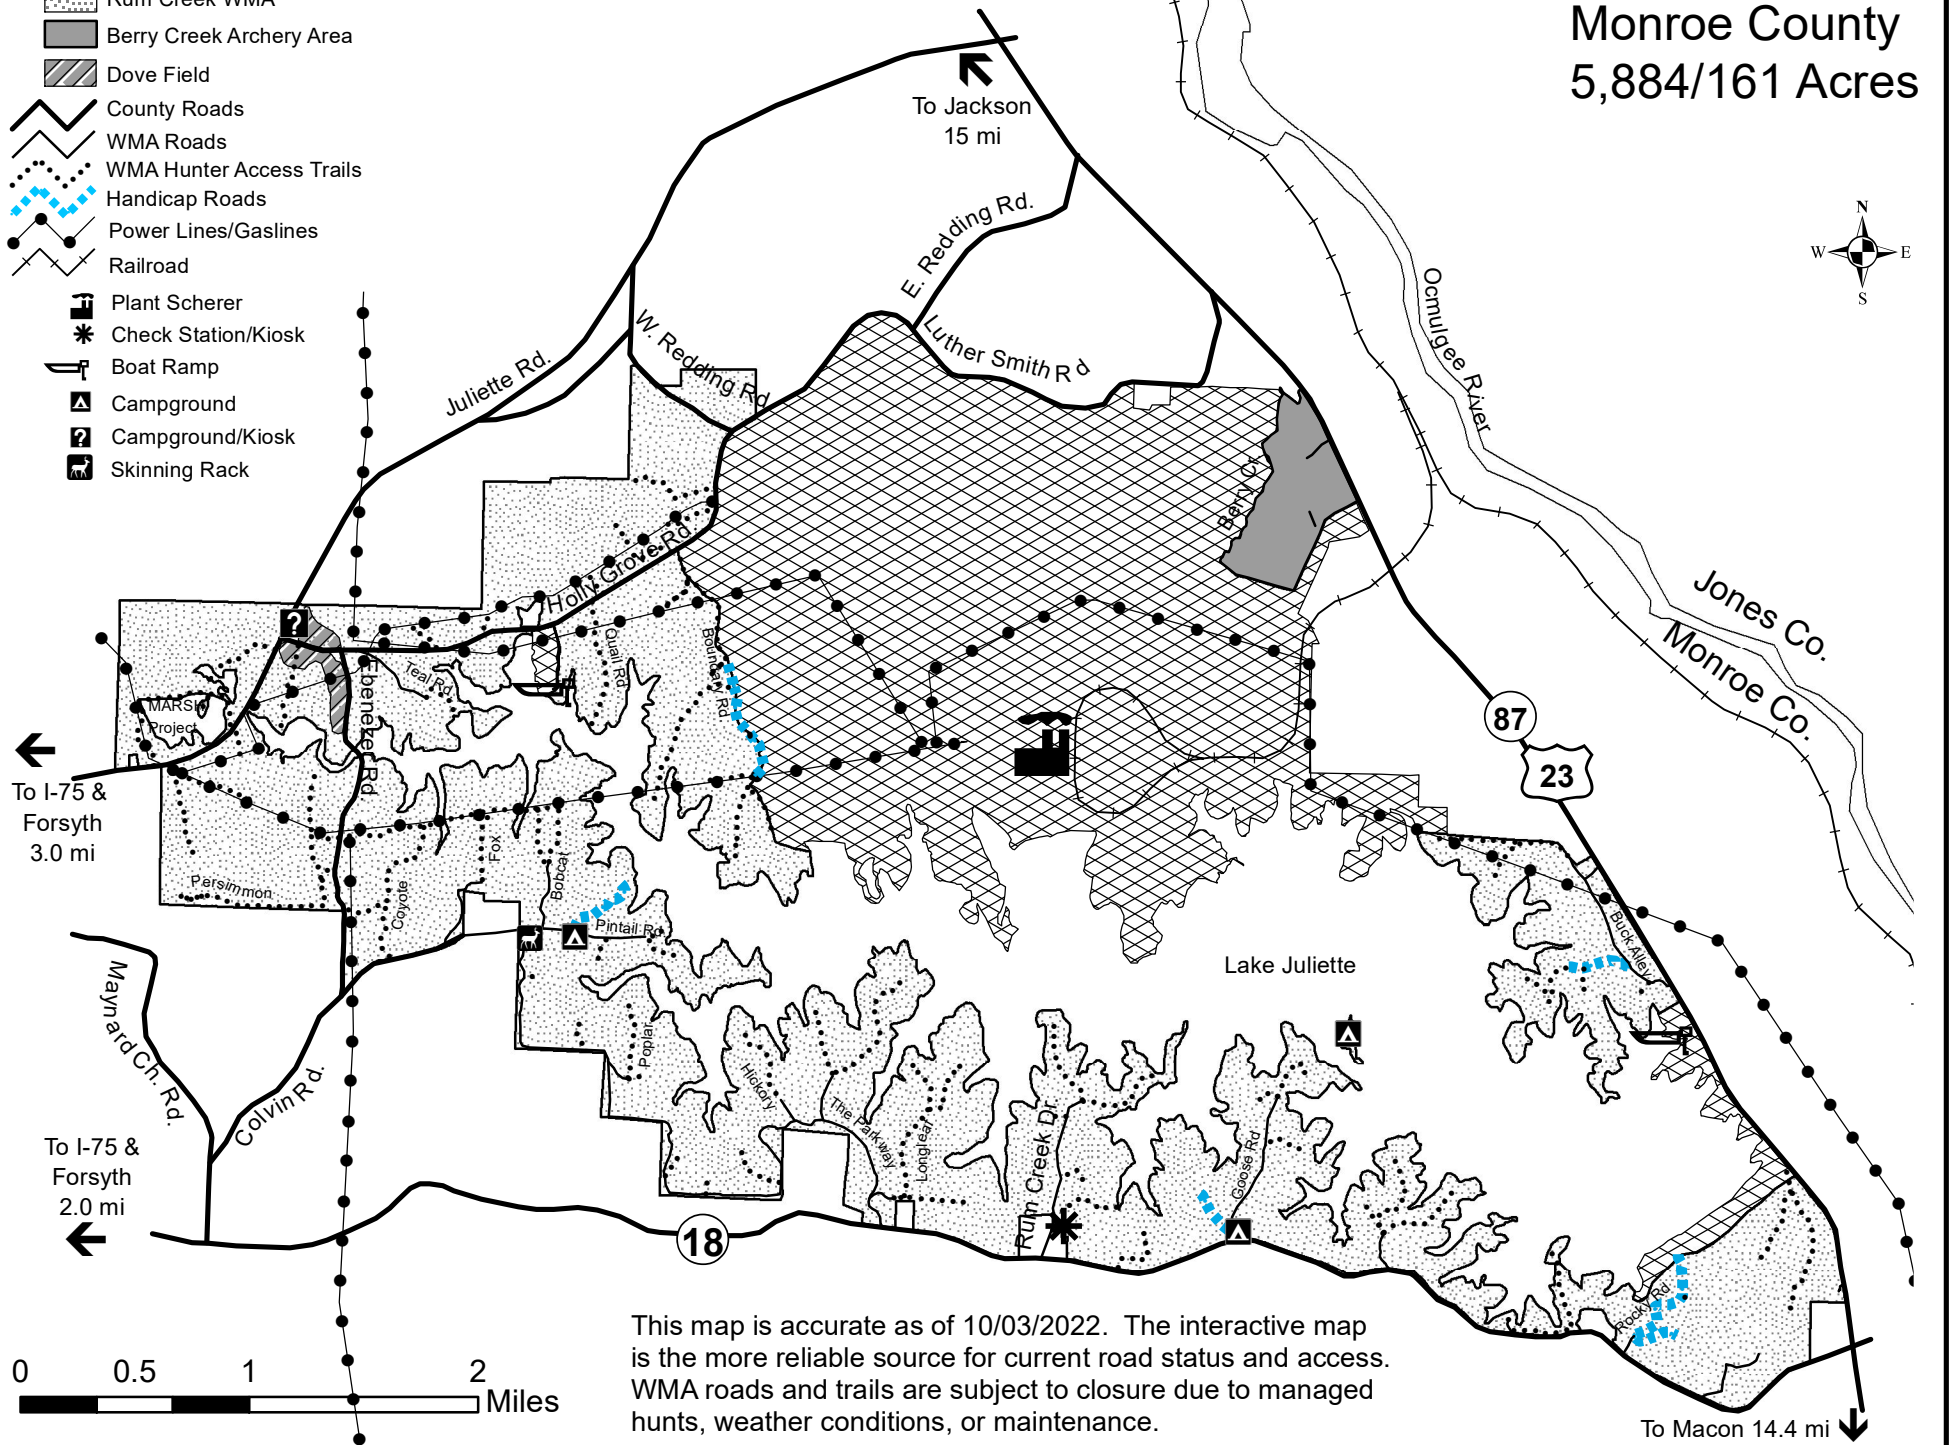 Rum Creek WMA
Berry Creek Archery Area
Dove Field
County Roads
WMA Roads
WMA Hunter Access Trails
Handicap Roads
Power Lines/Gaslines
Railroad
Plant Scherer
Check Station/Kiosk
Boat Ramp
Campground
?
Campground/Kiosk
Skinning Rack
Monroe County
5,884/161 Acres
To Jackson
15 mi
N
W
E
S
E. Redding Rd.
Luther Smith Rd
W. Redding Rd
Juliette Rd.
Ocmulgee River
Berry Cr
Holly Grove Rd
Jones Co.
Monroe Co.
?
Quail Rd
Boundary Rd
Teal Rd
Ebenezer Rd
MARSH
Project
87
23
To I-75 &
Forsyth
3.0 mi
Persimmon
Coyote
Fox
Bobcat
Pintail Rd
Buck Alley
Lake Juliette
Maynard Ch. Rd.
Colvin Rd.
Poplar
Hickory
The Parkway
Longleaf
Rum Creek Dr.
Goose Rd
To I-75 &
Forsyth
2.0 mi
18
Rocky Rd
This map is accurate as of 10/03/2022. The interactive map
is the more reliable source for current road status and access.
WMA roads and trails are subject to closure due to managed
hunts, weather conditions, or maintenance.
0 0.5 1 2
Miles
To Macon 14.4 mi